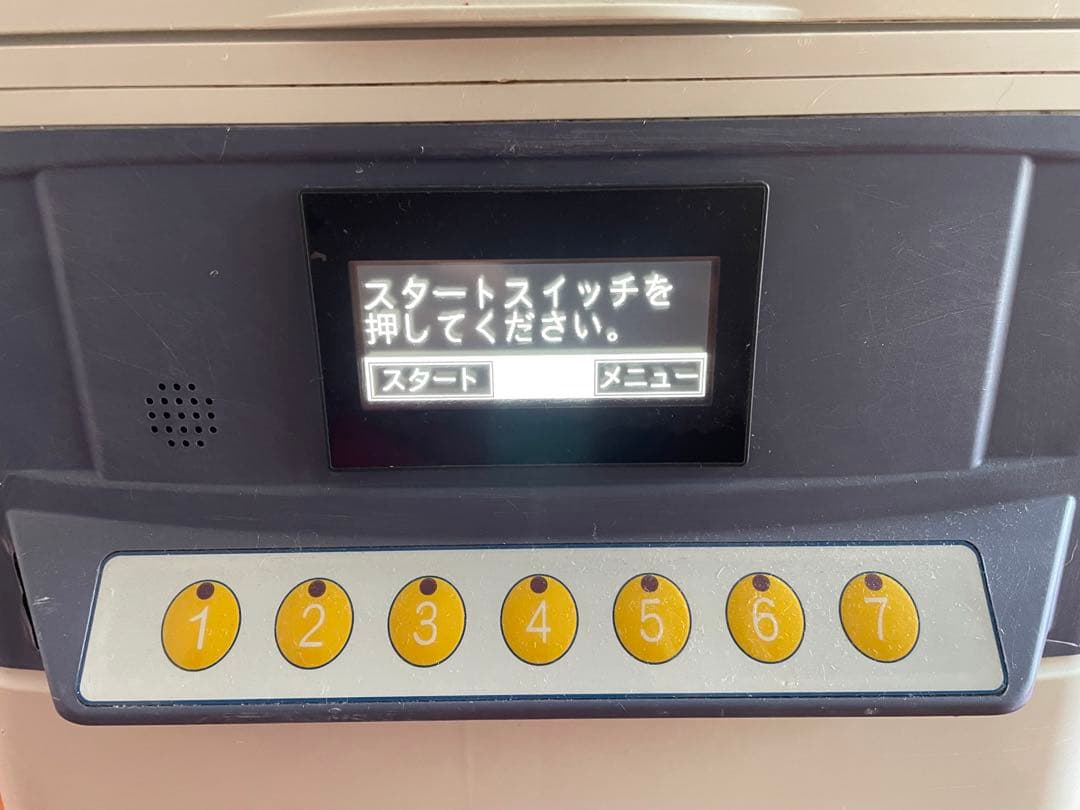 スタートスイッチを
押してください。
スタート メニュー
1 2 3 4 5 6 7